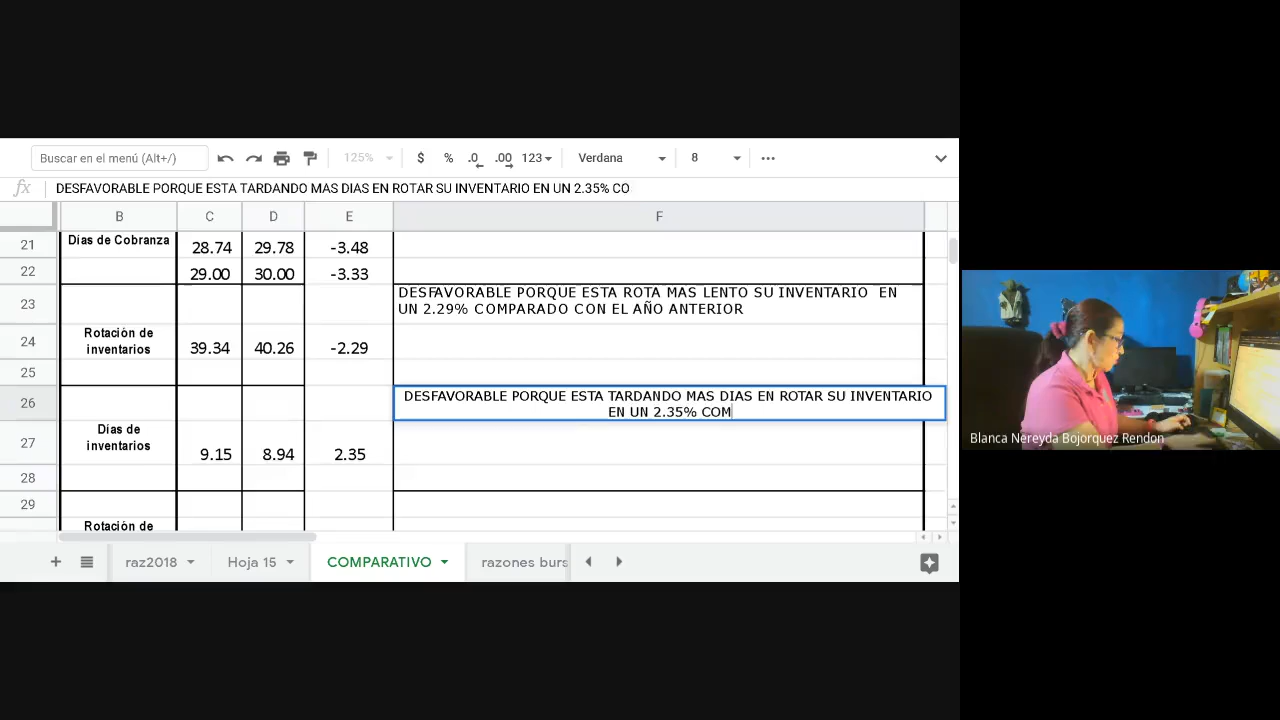 Buscar en el menú (Alt+/)
125%
$
%
.0
.00
123
Verdana
8
fx
DESFAVORABLE PORQUE ESTA TARDANDO MAS DIAS EN ROTAR SU INVENTARIO EN UN 2.35% CO
B C D E F
21 Días de Cobranza 28.74 29.78 -3.48
22 29.00 30.00 -3.33
23 DESFAVORABLE PORQUE ESTA ROTA MAS LENTO SU INVENTARIO EN
UN 2.29% COMPARADO CON EL AÑO ANTERIOR
24 Rotación de
inventarios 39.34 40.26 -2.29
25
26 DESFAVORABLE PORQUE ESTA TARDANDO MAS DIAS EN ROTAR SU INVENTARIO
EN UN 2.35% COM
27 Días de
inventarios 9.15 8.94 2.35
28
29
Rotación de
raz2018 Hoja 15 COMPARATIVO razones burs
Blanca Nereyda Bojorquez Rendon